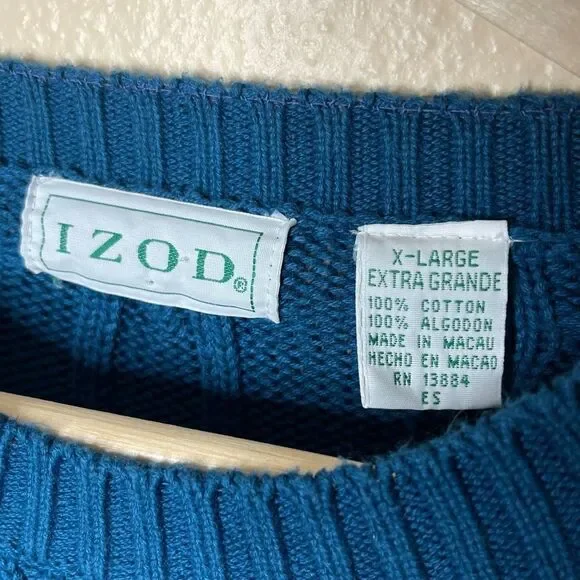 IZOD®
X-LARGE
EXTRA GRANDE
100% COTTON
100% ALGODON
MADE IN MACAU
HECHO EN MACAO
RN 13884
ES